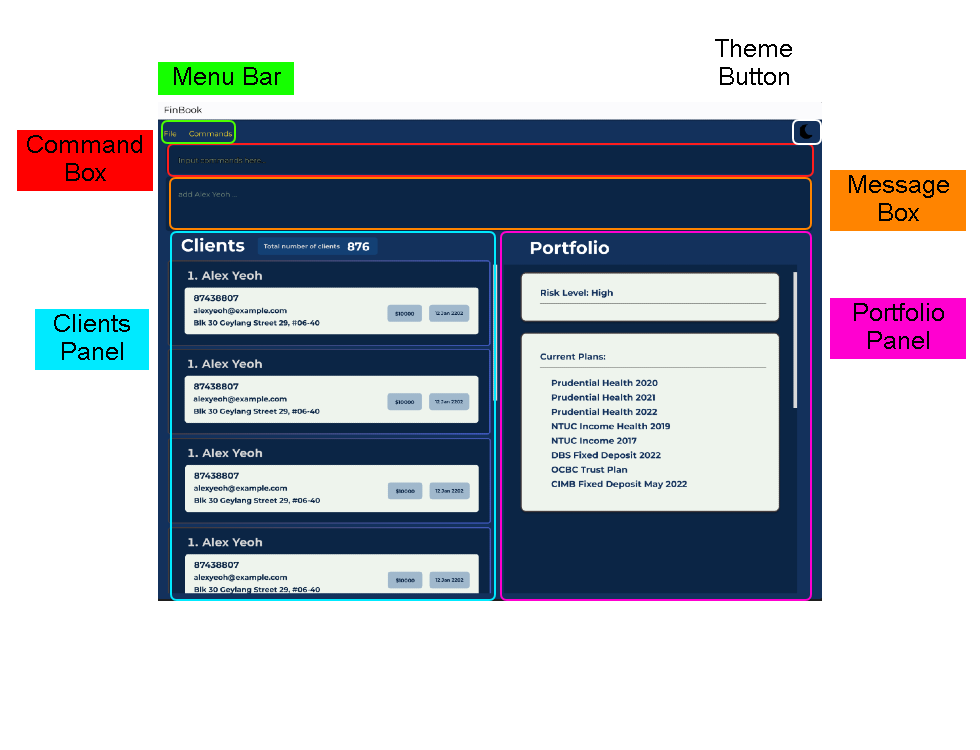 Theme
Button
Menu Bar
FinBook
File Commands
Command
Box
Input commands here...
Message
Box
add Alex Yeoh ...
Clients Total number of clients 876
Portfolio
1. Alex Yeoh
87438807
alexyeoh@example.com
Blk 30 Geylang Street 29, #06-40
$10000 12 Jan 2202
Risk Level: High
Clients
Panel
Portfolio
Panel
1. Alex Yeoh
87438807
alexyeoh@example.com
Blk 30 Geylang Street 29, #06-40
$10000 12 Jan 2202
Current Plans:
Prudential Health 2020
Prudential Health 2021
Prudential Health 2022
NTUC Income Health 2019
NTUC Income 2017
DBS Fixed Deposit 2022
OCBC Trust Plan
CIMB Fixed Deposit May 2022
1. Alex Yeoh
87438807
alexyeoh@example.com
Blk 30 Geylang Street 29, #06-40
$10000 12 Jan 2202
1. Alex Yeoh
87438807
alexyeoh@example.com
Blk 30 Geylang Street 29, #06-40
$10000 12 Jan 2202